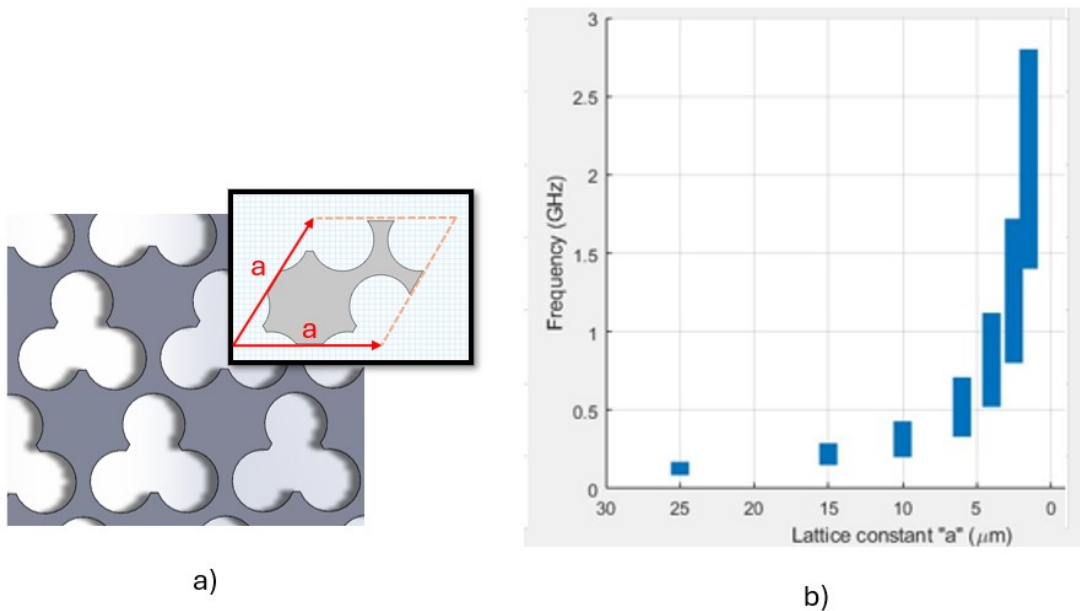 a
a
a)
3
2.5
2
1.5
1
0.5
0
30 25 20 15 10 5 0
Frequency (GHz)
Lattice constant "a" (μm)
b)